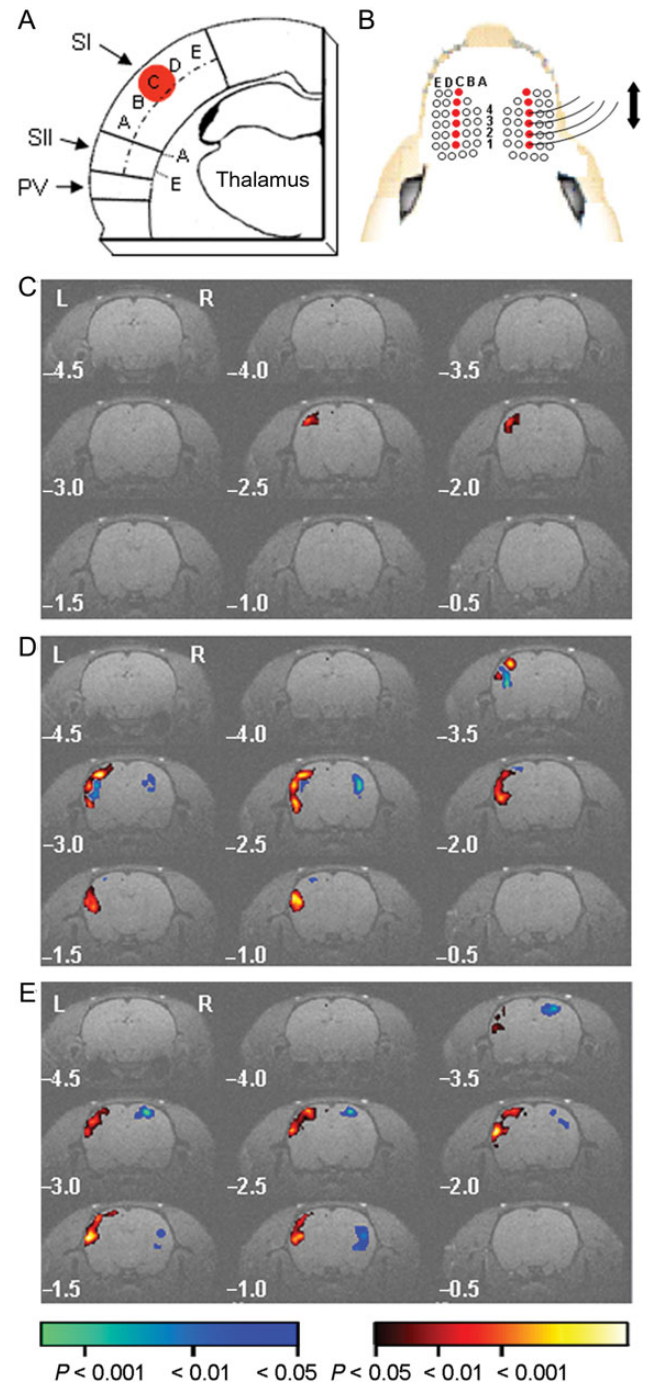 A
SI
E
D
C
B
A
SII
A
E
PV
Thalamus
B
E D C B A
4
3
2
1
C
L R
–4.5 –4.0 –3.5
–3.0 –2.5 –2.0
–1.5 –1.0 –0.5
D
L R
–4.5 –4.0 –3.5
–3.0 –2.5 –2.0
–1.5 –1.0 –0.5
E
L R
–4.5 –4.0 –3.5
–3.0 –2.5 –2.0
–1.5 –1.0 –0.5
P < 0.001 < 0.01 < 0.05 P < 0.05 < 0.01 < 0.001